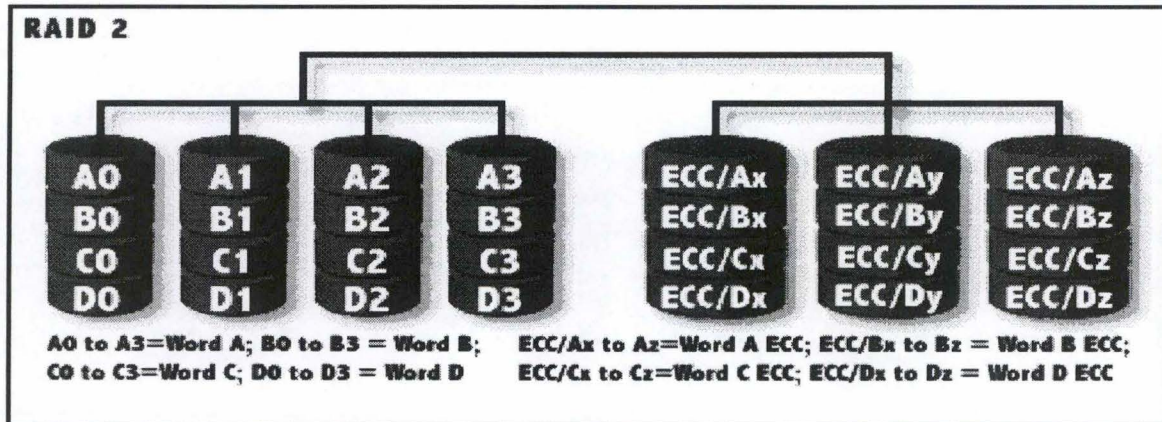 RAID 2
A0 A1 A2 A3 ECC/Ax ECC/Ay ECC/Az
B0 B1 B2 B3 ECC/Bx ECC/By ECC/Bz
C0 C1 C2 C3 ECC/Cx ECC/Cy ECC/Cz
D0 D1 D2 D3 ECC/Dx ECC/Dy ECC/Dz
A0 to A3=Word A; B0 to B3 = Word B; ECC/Ax to Az=Word A ECC; ECC/Bx to Bz = Word B ECC;
C0 to C3=Word C; D0 to D3 = Word D ECC/Cx to Cz=Word C ECC; ECC/Dx to Dz = Word D ECC